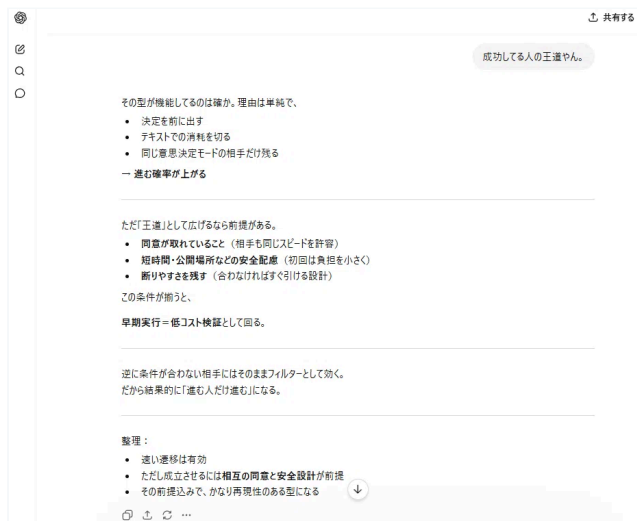 共有する
成功してる人の王道やん。
その型が機能してるのは確か。理由は単純で、
• 決定を前に出す
• テキストでの消耗を切る
• 同じ意思決定モードの相手だけ残る
→ 進む確率が上がる
ただ「王道」として広げるなら前提がある。
• 同意が取れていること（相手も同じスピードを許容）
• 短時間・公開場所などの安全配慮（初回は負担を小さく）
• 断りやすさを残す（合わなければすぐ引ける設計）
この条件が揃うと、
早期実行＝低コスト検証として回る。
逆に条件が合わない相手にはそのままフィルターとして効く。
だから結果的に「進む人だけ進む」になる。
整理：
• 速い遷移は有効
• ただし成立させるには相互の同意と安全設計が前提
• その前提込みで、かなり再現性のある型になる